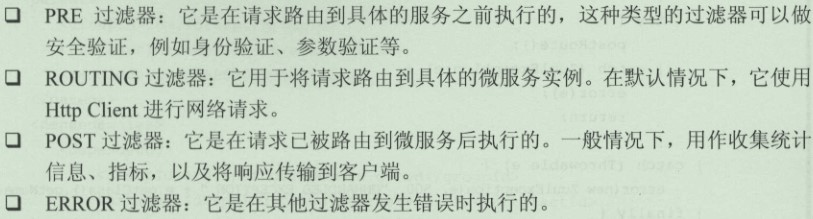 □ PRE 过滤器：它是在请求路由到具体的服务之前执行的，这种类型的过滤器可以做
安全验证，例如身份验证、参数验证等。
□ ROUTING 过滤器：它用于将请求路由到具体的微服务实例。在默认情况下，它使用
Http Client 进行网络请求。
□ POST 过滤器：它是在请求已被路由到微服务后执行的。一般情况下，用作收集统计
信息、指标，以及将响应传输到客户端。
□ ERROR 过滤器：它是在其他过滤器发生错误时执行的。